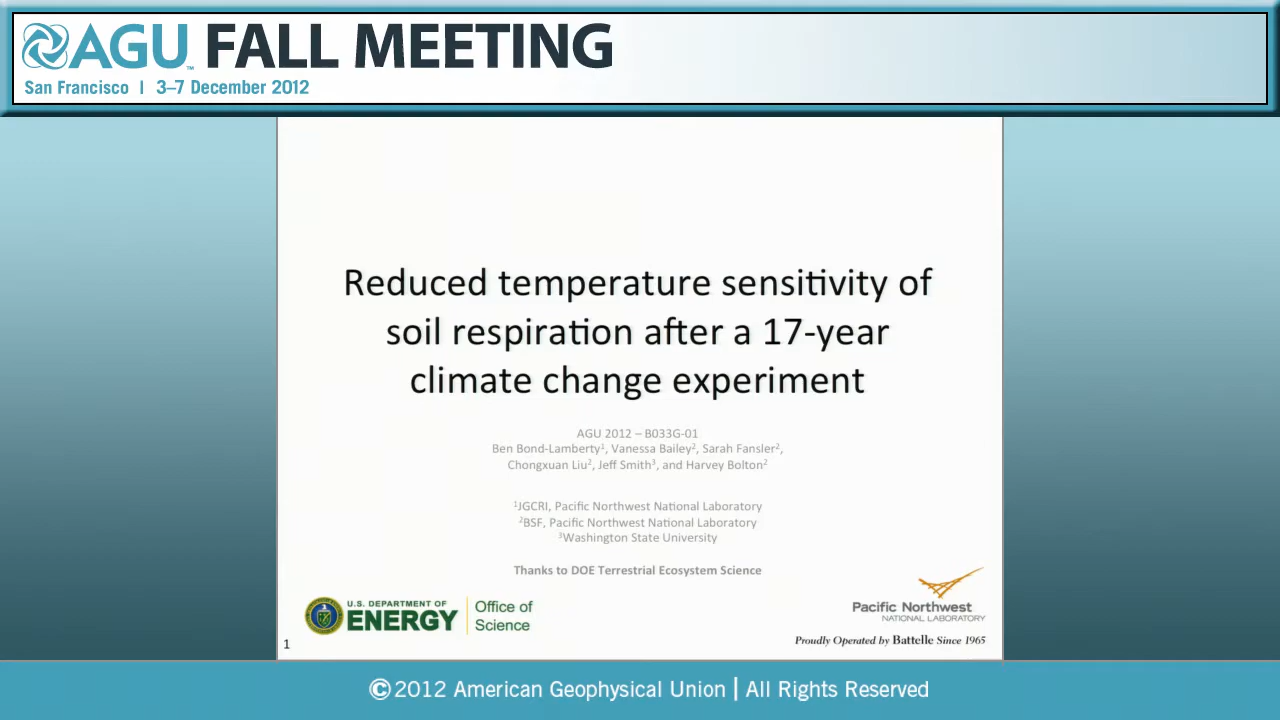 AGU™ FALL MEETING
San Francisco | 3–7 December 2012
Reduced temperature sensitivity of
soil respiration after a 17-year
climate change experiment
AGU 2012 – B033G-01
Ben Bond-Lamberty¹, Vanessa Bailey², Sarah Fansler²,
Chongxuan Liu², Jeff Smith³, and Harvey Bolton²
¹JGCRI, Pacific Northwest National Laboratory
²BSF, Pacific Northwest National Laboratory
³Washington State University
Thanks to DOE Terrestrial Ecosystem Science
U.S. DEPARTMENT OF
ENERGY
Office of
Science
Pacific Northwest
NATIONAL LABORATORY
Proudly Operated by Battelle Since 1965
1
©2012 American Geophysical Union | All Rights Reserved